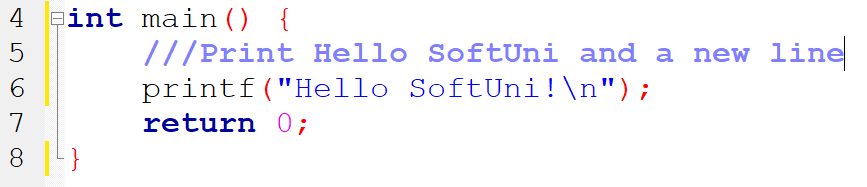 4 int main() {
5 ///Print Hello SoftUni and a new line
6 printf("Hello SoftUni!\n");
7 return 0;
8 }